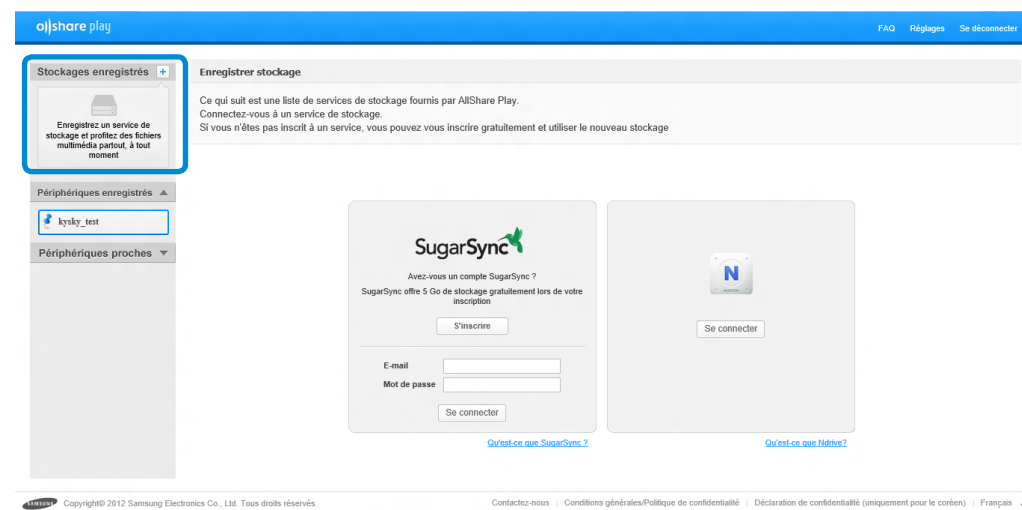 allshare play
FAQ Réglages Se déconnecter
Stockages enregistrés +
Enregistrez un service de
stockage et profitez des fichiers
multimédia partout, à tout
moment
Périphériques enregistrés
kysky_test
Périphériques proches
Enregistrer stockage
Ce qui suit est une liste de services de stockage fournis par AllShare Play.
Connectez-vous à un service de stockage.
Si vous n'êtes pas inscrit à un service, vous pouvez vous inscrire gratuitement et utiliser le nouveau stockage
SugarSync
Avez-vous un compte SugarSync ?
SugarSync offre 5 Go de stockage gratuitement lors de votre
inscription
S'inscrire
E-mail
Mot de passe
Se connecter
Qu'est-ce que SugarSync ?
N
Se connecter
Qu'est-ce que Ndrive?
SAMSUNG Copyright© 2012 Samsung Electronics Co., Ltd. Tous droits réservés.
Contactez-nous | Conditions générales/Politique de confidentialité | Déclaration de confidentialité (uniquement pour le coréen) | Français